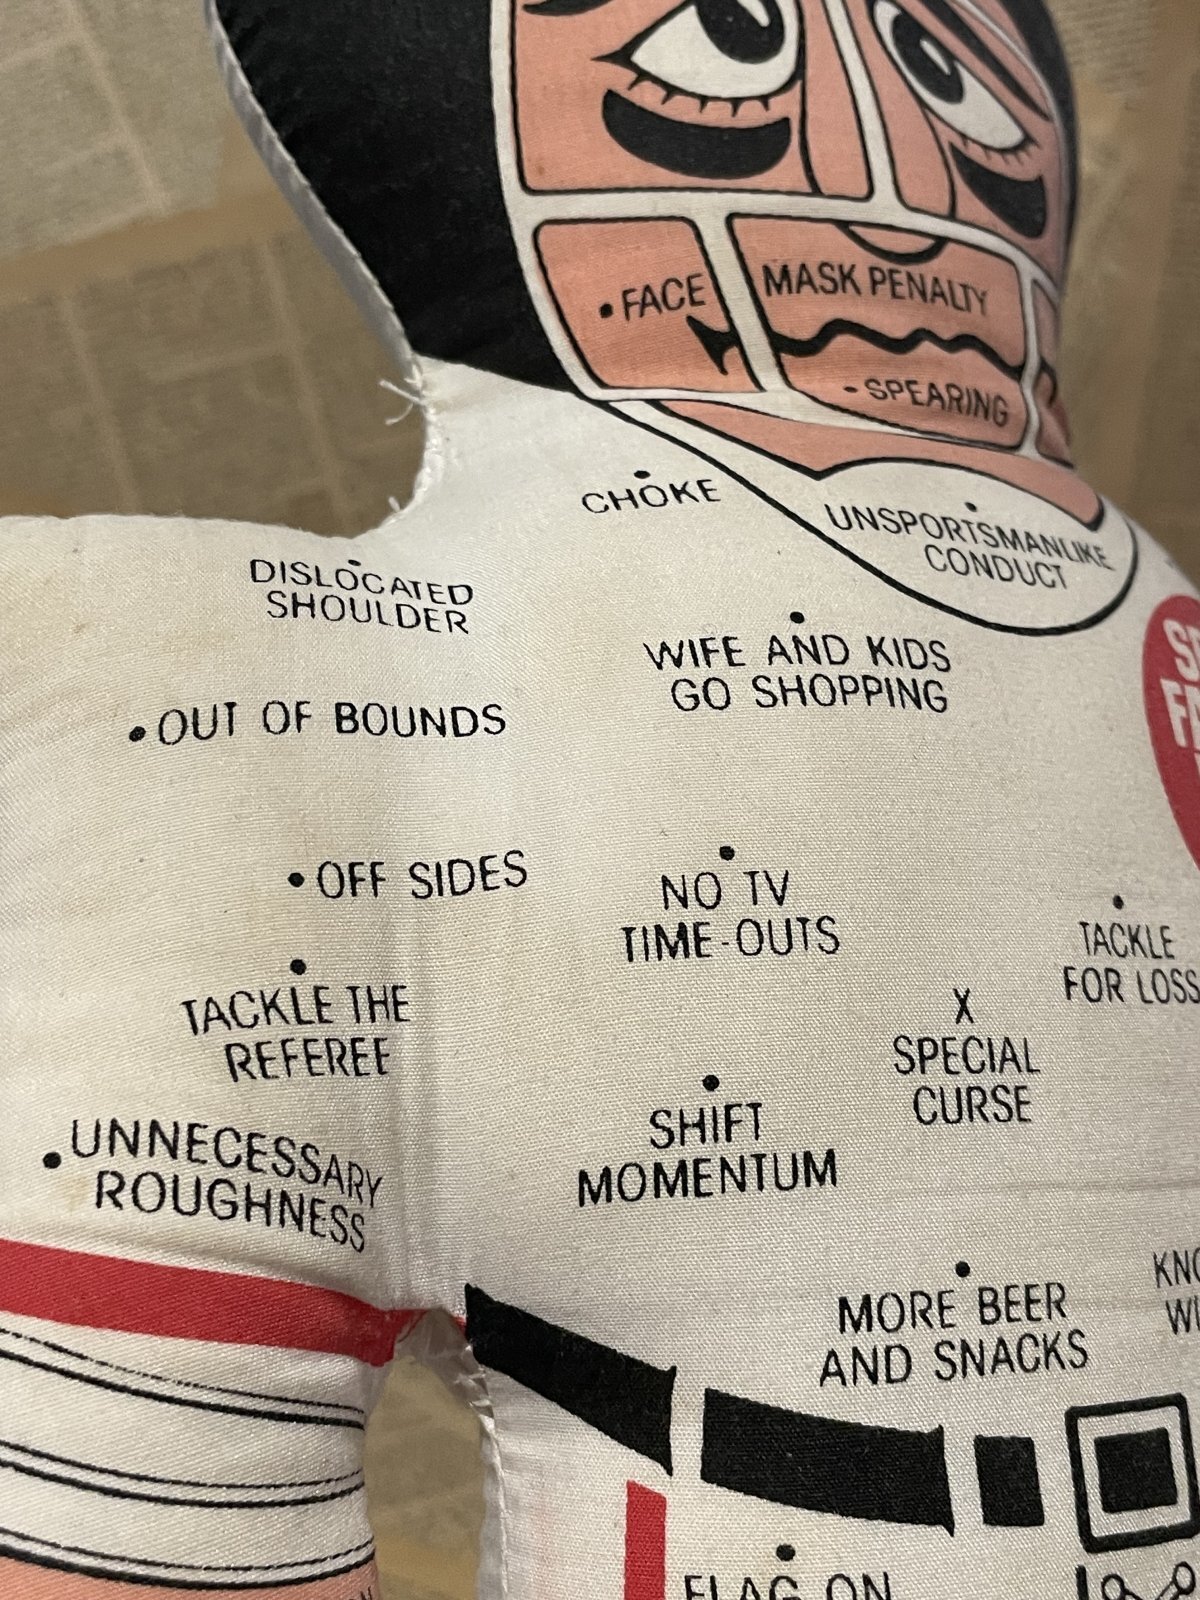 • FACE MASK PENALTY
- SPEARING
CHOKE
UNSPORTSMANLIKE
CONDUCT
DISLOCATED
SHOULDER
WIFE AND KIDS
GO SHOPPING
• OUT OF BOUNDS
• OFF SIDES
NO TV
TIME-OUTS
TACKLE
FOR LOSS
TACKLE THE
REFEREE
X
SPECIAL
CURSE
SHIFT
MOMENTUM
• UNNECESSARY
ROUGHNESS
MORE BEER
AND SNACKS
FLAG ON